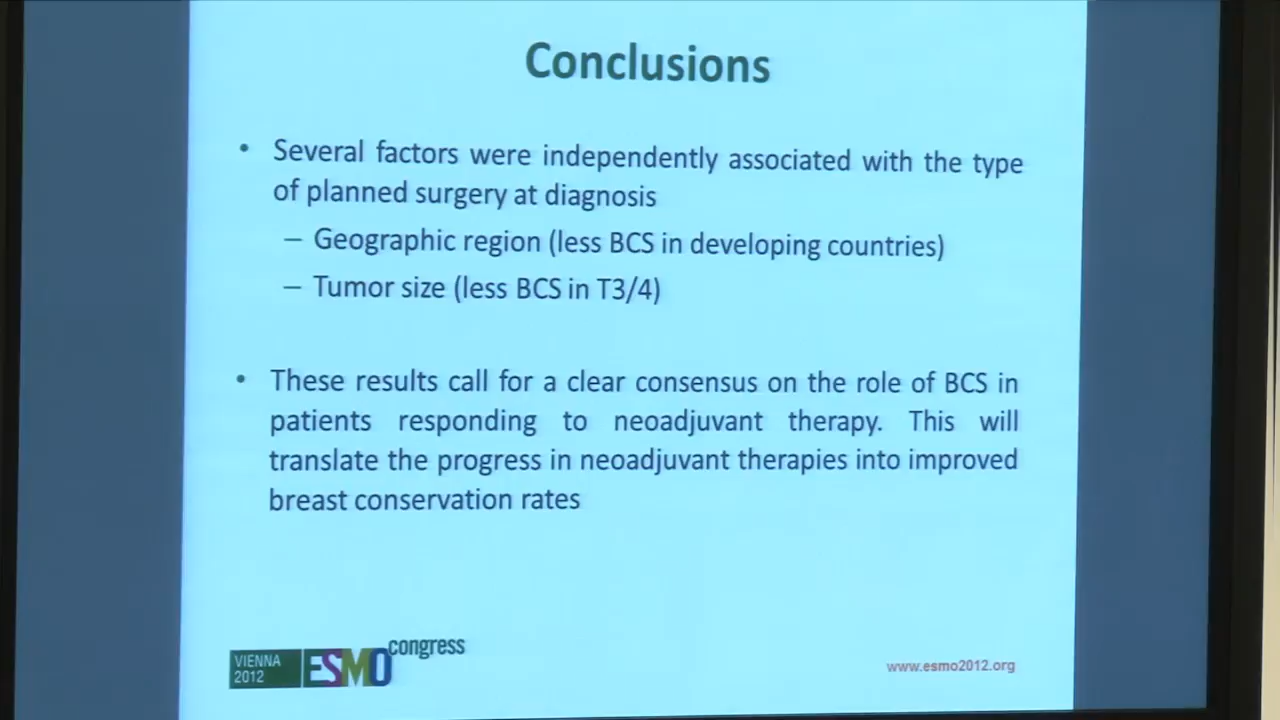 Conclusions
• Several factors were independently associated with the type
of planned surgery at diagnosis
– Geographic region (less BCS in developing countries)
– Tumor size (less BCS in T3/4)
• These results call for a clear consensus on the role of BCS in
patients responding to neoadjuvant therapy. This will
translate the progress in neoadjuvant therapies into improved
breast conservation rates
VIENNA
2012
ESMO congress
www.esmo2012.org